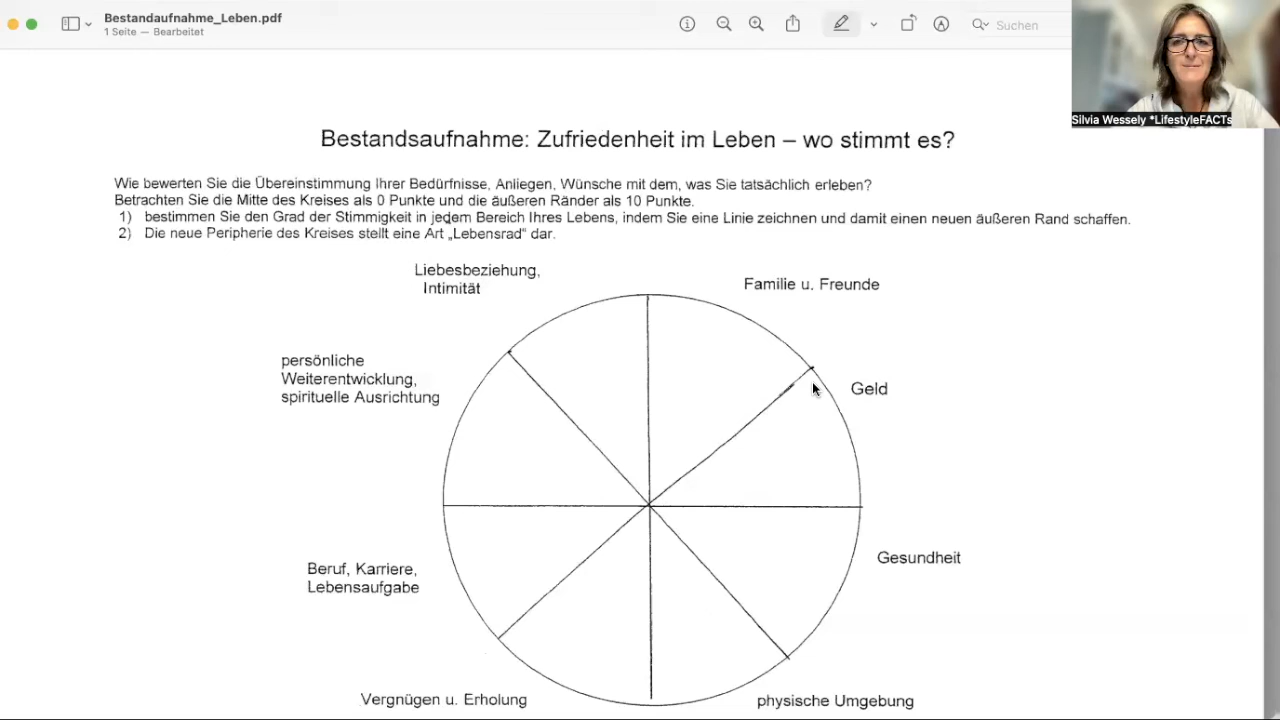 Bestandaufnahme_Leben.pdf
1 Seite — Bearbeitet
Suchen
Silvia Wessely *LifestyleFACTs
Bestandsaufnahme: Zufriedenheit im Leben – wo stimmt es?
Wie bewerten Sie die Übereinstimmung Ihrer Bedürfnisse, Anliegen, Wünsche mit dem, was Sie tatsächlich erleben?
Betrachten Sie die Mitte des Kreises als 0 Punkte und die äußeren Ränder als 10 Punkte.
1) bestimmen Sie den Grad der Stimmigkeit in jedem Bereich Ihres Lebens, indem Sie eine Linie zeichnen und damit einen neuen äußeren Rand schaffen.
2) Die neue Peripherie des Kreises stellt eine Art „Lebensrad“ dar.
Liebesbeziehung,
Intimität
Familie u. Freunde
persönliche
Weiterentwicklung,
spirituelle Ausrichtung
Geld
Beruf, Karriere,
Lebensaufgabe
Gesundheit
Vergnügen u. Erholung
physische Umgebung